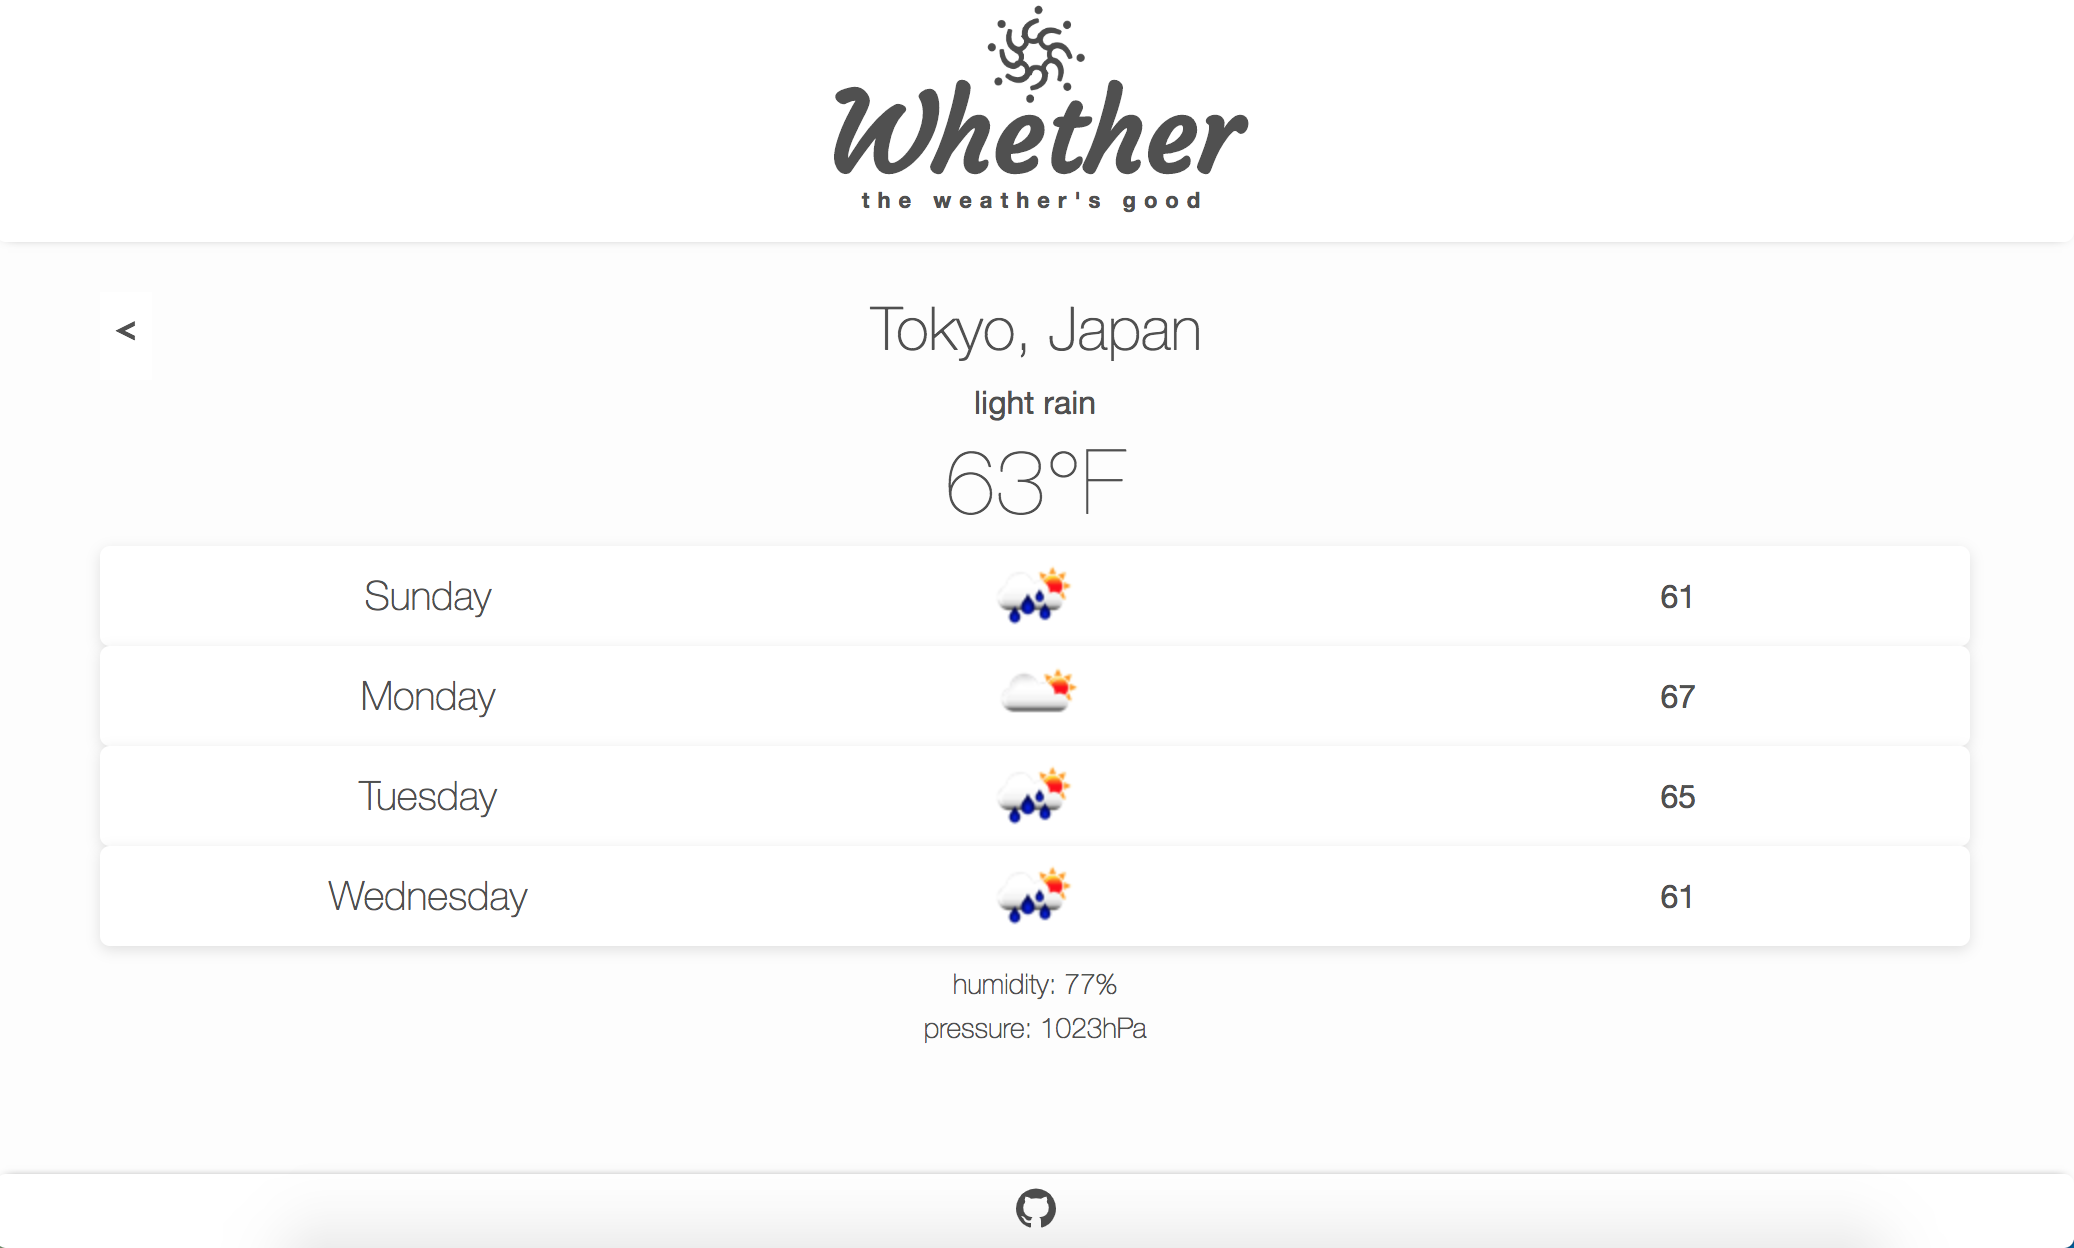 Whether
the weather's good
<
Tokyo, Japan
light rain
63°F
Sunday 61
Monday 67
Tuesday 65
Wednesday 61
humidity: 77%
pressure: 1023hPa